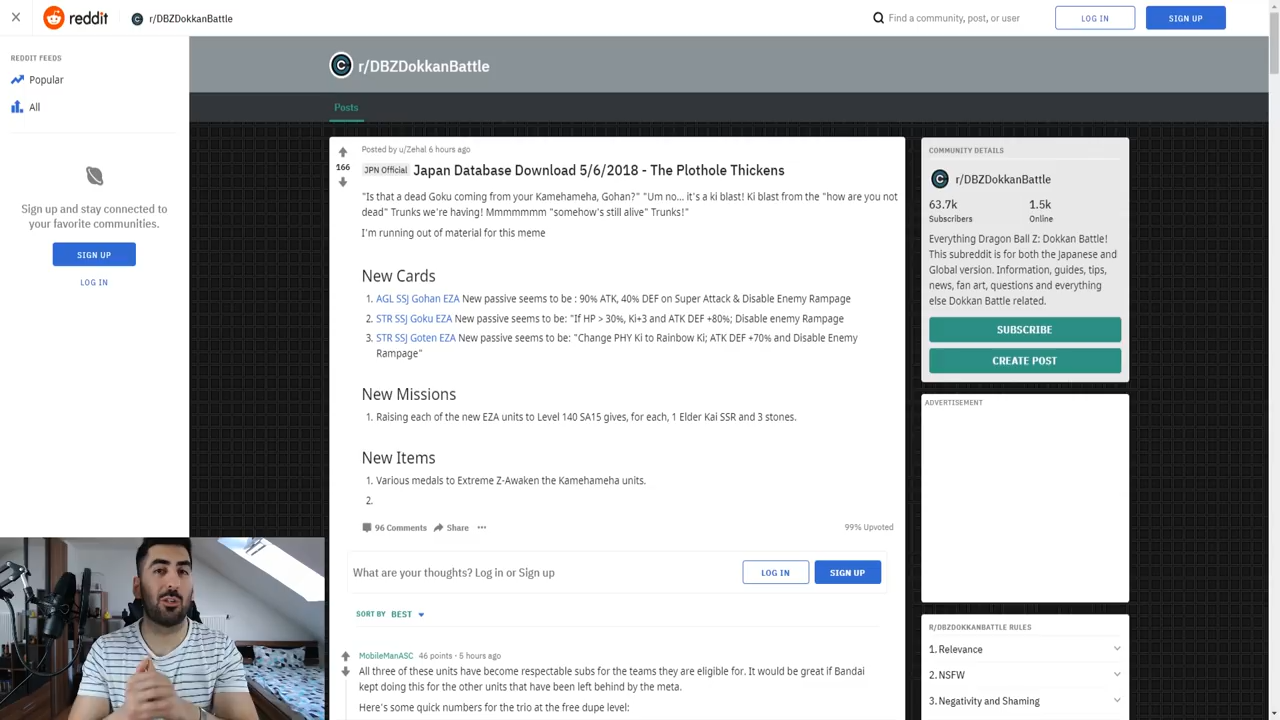 reddit
r/DBZDokkanBattle
Find a community, post, or user
LOG IN
SIGN UP
REDDIT FEEDS
Popular
All
Sign up and stay connected to
your favorite communities.
SIGN UP
LOG IN
r/DBZDokkanBattle
Posts
Posted by u/Zehal 6 hours ago
166
JPN Official Japan Database Download 5/6/2018 - The Plothole Thickens
"Is that a dead Goku coming from your Kamehameha, Gohan?" "Um no... it's a ki blast! Ki blast from the "how are you not
dead" Trunks we're having! Mmmmmmm "somehow's still alive" Trunks!"
I'm running out of material for this meme
New Cards
1. AGL SSJ Gohan EZA New passive seems to be : 90% ATK, 40% DEF on Super Attack & Disable Enemy Rampage
2. STR SSJ Goku EZA New passive seems to be: "If HP > 30%, Ki+3 and ATK DEF +80%; Disable enemy Rampage
3. STR SSJ Goten EZA New passive seems to be: "Change PHY Ki to Rainbow Ki; ATK DEF +70% and Disable Enemy
Rampage"
New Missions
1. Raising each of the new EZA units to Level 140 SA15 gives, for each, 1 Elder Kai SSR and 3 stones.
New Items
1. Various medals to Extreme Z-Awaken the Kamehameha units.
2.
96 Comments Share ...
99% Upvoted
What are your thoughts? Log in or Sign up
LOG IN
SIGN UP
SORT BY BEST
MobileManASC 46 points · 5 hours ago
All three of these units have become respectable subs for the teams they are eligible for. It would be great if Bandai
kept doing this for the other units that have been left behind by the meta.
Here's some quick numbers for the trio at the free dupe level:
COMMUNITY DETAILS
r/DBZDokkanBattle
63.7k 1.5k
Subscribers Online
Everything Dragon Ball Z: Dokkan Battle!
This subreddit is for both the Japanese and
Global version. Information, guides, tips,
news, fan art, questions and everything
else Dokkan Battle related.
SUBSCRIBE
CREATE POST
ADVERTISEMENT
R/DBZDOKKANBATTLE RULES
1. Relevance
2. NSFW
3. Negativity and Shaming